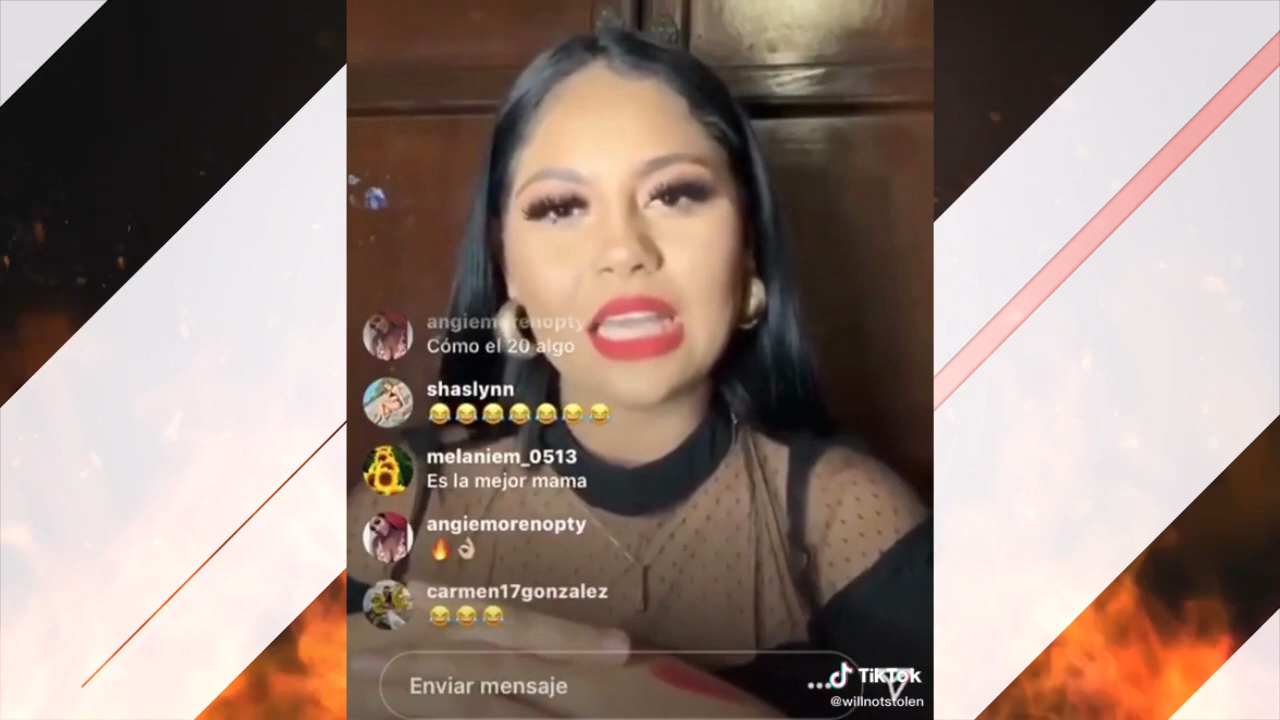 angiemorenopty
Cómo el 20 algo
shaslynn
melaniem_0513
Es la mejor mama
angiemorenopty
carmen17gonzalez
Enviar mensaje
TikTok
@willnotstolen